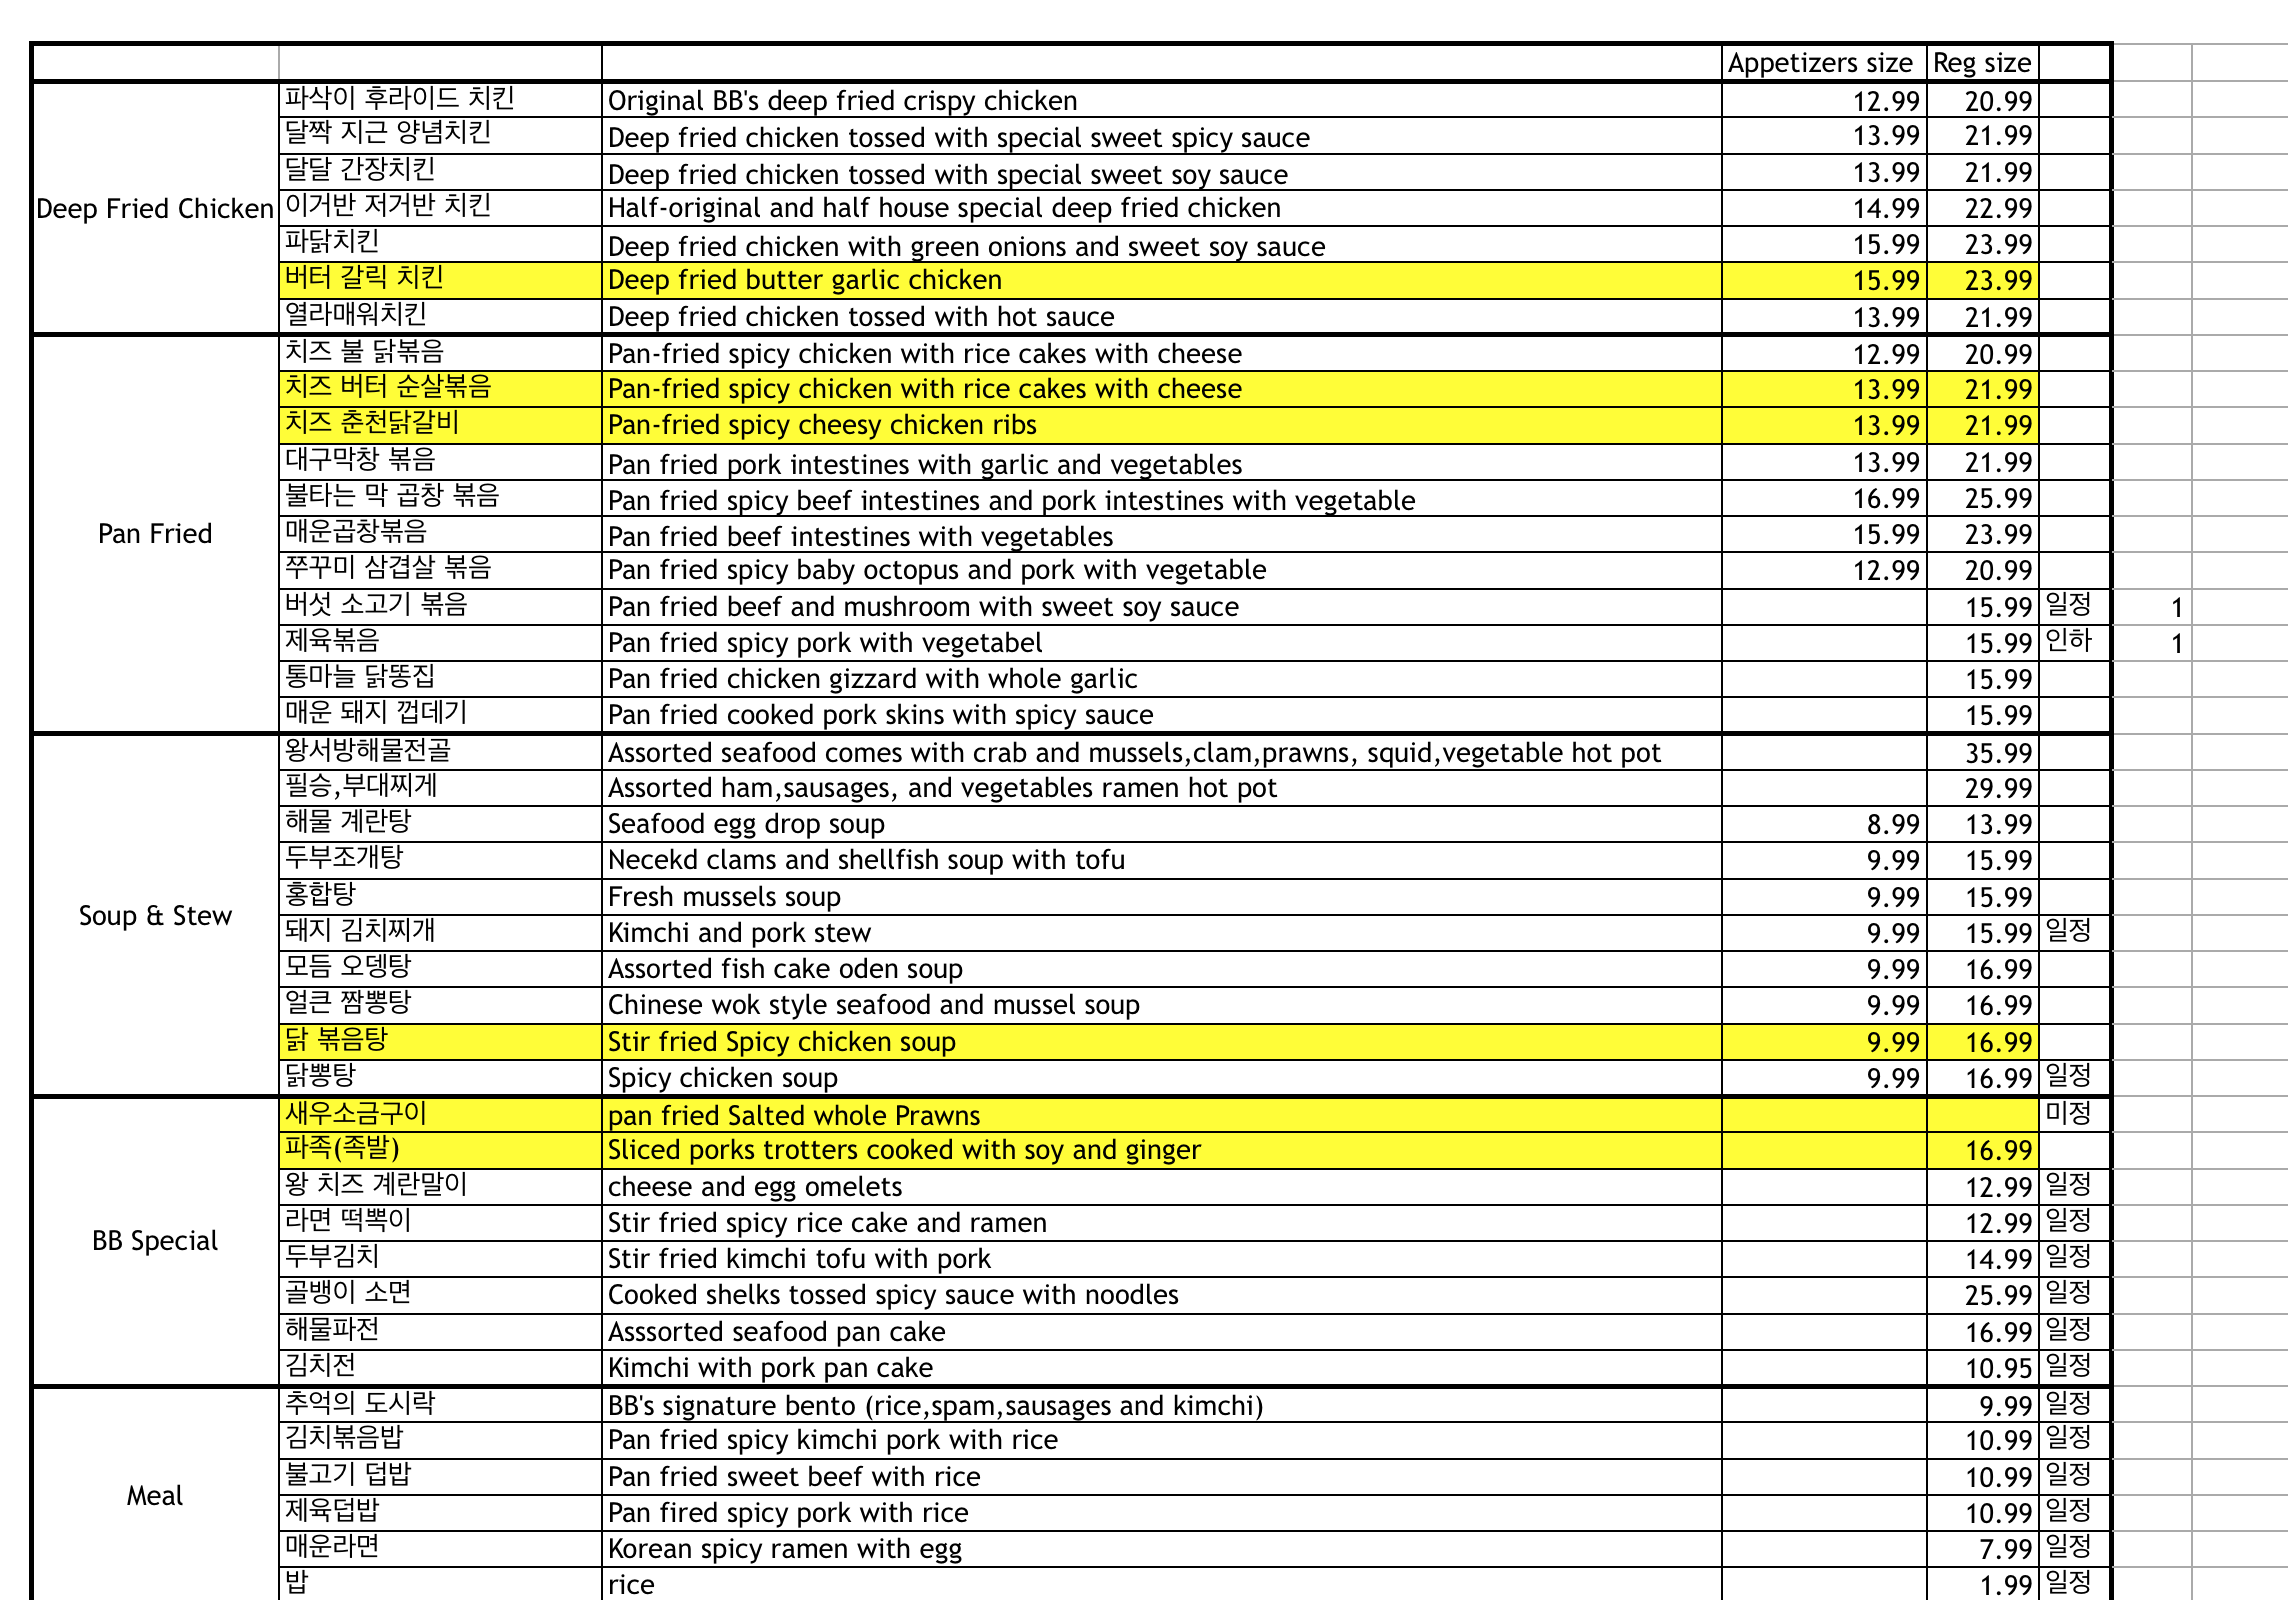 Appetizers size Reg size
Deep Fried Chicken
파삭이 후라이드 치킨 Original BB's deep fried crispy chicken 12.99 20.99
달짝 지근 양념치킨 Deep fried chicken tossed with special sweet spicy sauce 13.99 21.99
달달 간장치킨 Deep fried chicken tossed with special sweet soy sauce 13.99 21.99
이거반 저거반 치킨 Half-original and half house special deep fried chicken 14.99 22.99
파닭치킨 Deep fried chicken with green onions and sweet soy sauce 15.99 23.99
버터 갈릭 치킨 Deep fried butter garlic chicken 15.99 23.99
열라매워치킨 Deep fried chicken tossed with hot sauce 13.99 21.99
Pan Fried
치즈 불 닭볶음 Pan-fried spicy chicken with rice cakes with cheese 12.99 20.99
치즈 버터 순살볶음 Pan-fried spicy chicken with rice cakes with cheese 13.99 21.99
치즈 춘천닭갈비 Pan-fried spicy cheesy chicken ribs 13.99 21.99
대구막창 볶음 Pan fried pork intestines with garlic and vegetables 13.99 21.99
불타는 막 곱창 볶음 Pan fried spicy beef intestines and pork intestines with vegetable 16.99 25.99
매운곱창볶음 Pan fried beef intestines with vegetables 15.99 23.99
쭈꾸미 삼겹살 볶음 Pan fried spicy baby octopus and pork with vegetable 12.99 20.99
버섯 소고기 볶음 Pan fried beef and mushroom with sweet soy sauce 15.99 일정 1
제육볶음 Pan fried spicy pork with vegetabel 15.99 인하 1
통마늘 닭똥집 Pan fried chicken gizzard with whole garlic 15.99
매운 돼지 껍데기 Pan fried cooked pork skins with spicy sauce 15.99
Soup & Stew
왕서방해물전골 Assorted seafood comes with crab and mussels,clam,prawns, squid,vegetable hot pot 35.99
필승,부대찌게 Assorted ham,sausages, and vegetables ramen hot pot 29.99
해물 계란탕 Seafood egg drop soup 8.99 13.99
두부조개탕 Necekd clams and shellfish soup with tofu 9.99 15.99
홍합탕 Fresh mussels soup 9.99 15.99
돼지 김치찌개 Kimchi and pork stew 9.99 15.99 일정
모듬 오뎅탕 Assorted fish cake oden soup 9.99 16.99
얼큰 짬뽕탕 Chinese wok style seafood and mussel soup 9.99 16.99
닭 볶음탕 Stir fried Spicy chicken soup 9.99 16.99
닭뽕탕 Spicy chicken soup 9.99 16.99 일정
BB Special
새우소금구이 pan fried Salted whole Prawns 미정
파족(족발) Sliced porks trotters cooked with soy and ginger 16.99
왕 치즈 계란말이 cheese and egg omelets 12.99 일정
라면 떡뽁이 Stir fried spicy rice cake and ramen 12.99 일정
두부김치 Stir fried kimchi tofu with pork 14.99 일정
골뱅이 소면 Cooked shelks tossed spicy sauce with noodles 25.99 일정
해물파전 Asssorted seafood pan cake 16.99 일정
김치전 Kimchi with pork pan cake 10.95 일정
Meal
추억의 도시락 BB's signature bento (rice,spam,sausages and kimchi) 9.99 일정
김치볶음밥 Pan fried spicy kimchi pork with rice 10.99 일정
불고기 덥밥 Pan fried sweet beef with rice 10.99 일정
제육덥밥 Pan fired spicy pork with rice 10.99 일정
매운라면 Korean spicy ramen with egg 7.99 일정
밥 rice 1.99 일정